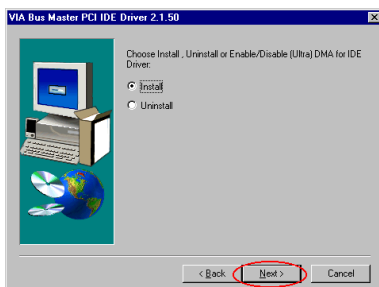 VIA Bus Master PCI IDE Driver 2.1.50
Choose Install , Uninstall or Enable/Disable (Ultra) DMA for IDE
Driver:
Install
Uninstall
< Back
Next >
Cancel